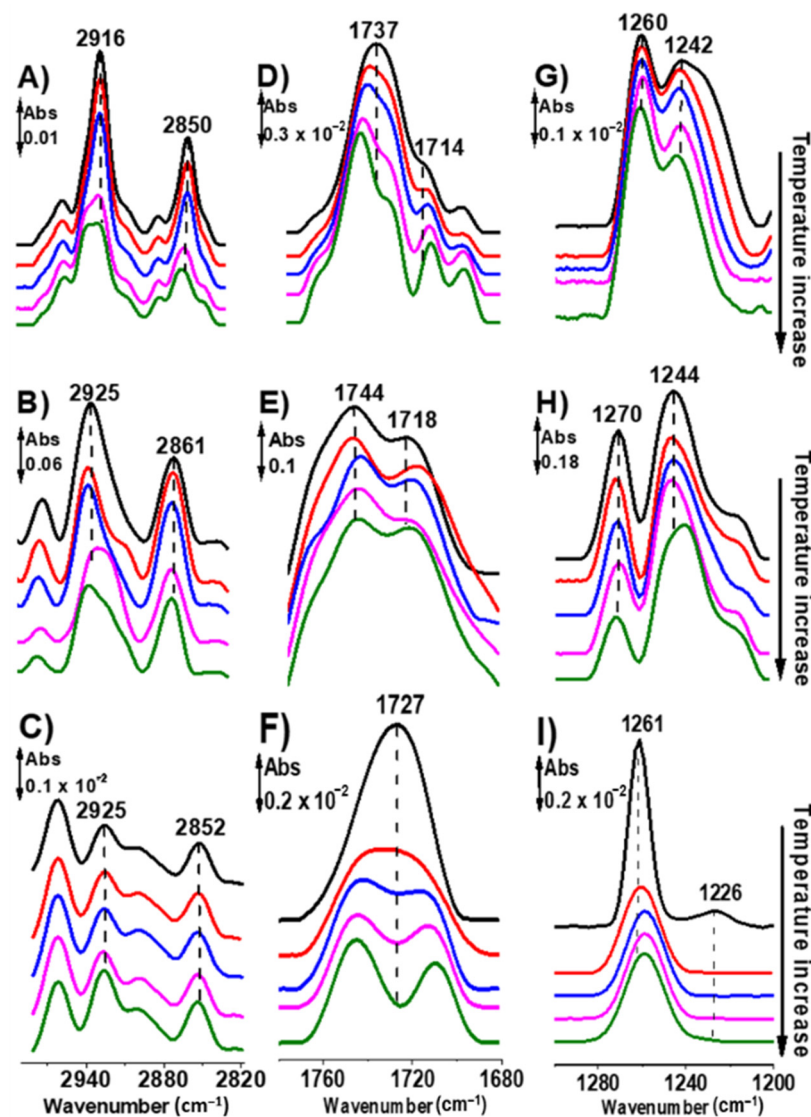 A)
2916
2850
Abs
0.01
D)
1737
1714
Abs
0.3 x 10⁻²
G)
1260
1242
Abs
0.1 x 10⁻²
Temperature increase
B)
2925
2861
Abs
0.06
E)
1744
1718
Abs
0.1
H)
1270
1244
Abs
0.18
Temperature increase
C)
2925
2852
Abs
0.1 x 10⁻²
F)
1727
Abs
0.2 x 10⁻²
I)
1261
1226
Abs
0.2 x 10⁻²
Temperature increase
2940 2880 2820
Wavenumber (cm⁻¹)
1760 1720 1680
Wavenumber (cm⁻¹)
1280 1240 1200
Wavenumber (cm⁻¹)